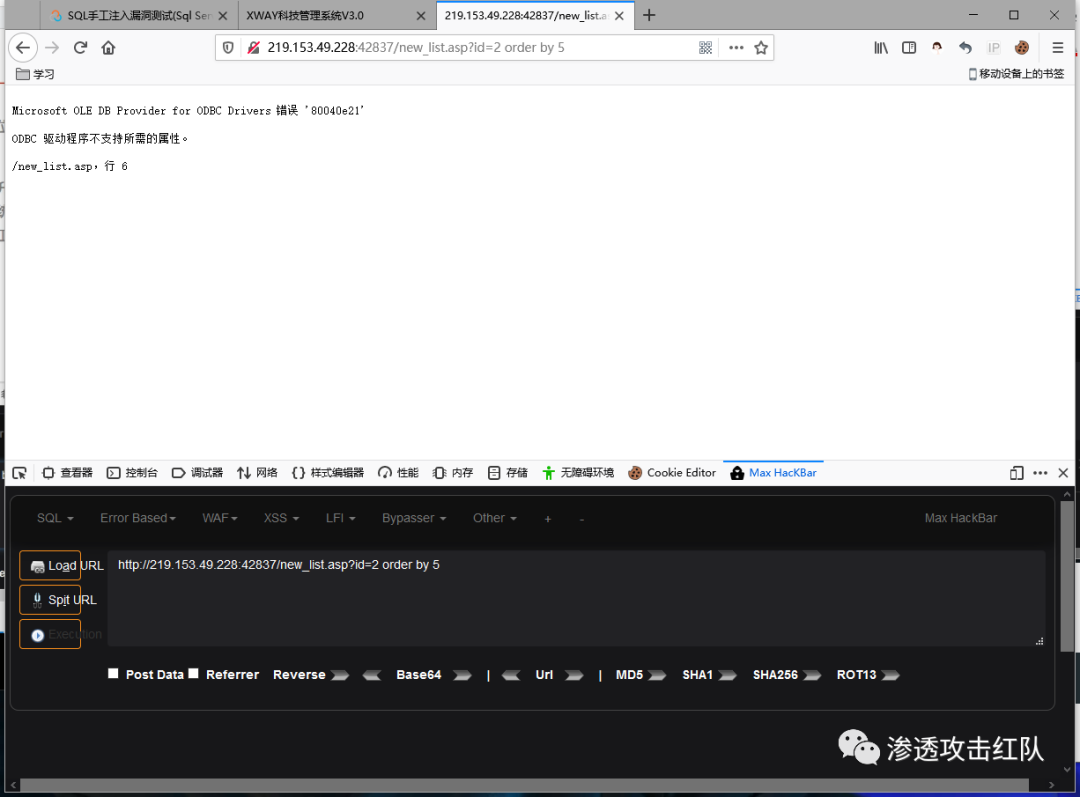 SQL手工注入漏洞测试(Sql Ser
XWAY科技管理系统V3.0
219.153.49.228:42837/new_list.a
219.153.49.228:42837/new_list.asp?id=2 order by 5
IP
学习
移动设备上的书签
Microsoft OLE DB Provider for ODBC Drivers 错误 '80040e21'
ODBC 驱动程序不支持所需的属性。
/new_list.asp，行 6
查看器 控制台 调试器 网络 样式编辑器 性能 内存 存储 无障碍环境 Cookie Editor Max HacKBar
SQL Error Based WAF XSS LFI Bypasser Other + - Max HackBar
Load URL
http://219.153.49.228:42837/new_list.asp?id=2 order by 5
Split URL
Execution
Post Data Referrer Reverse Base64 | Url | MD5 SHA1 SHA256 ROT13
渗透攻击红队